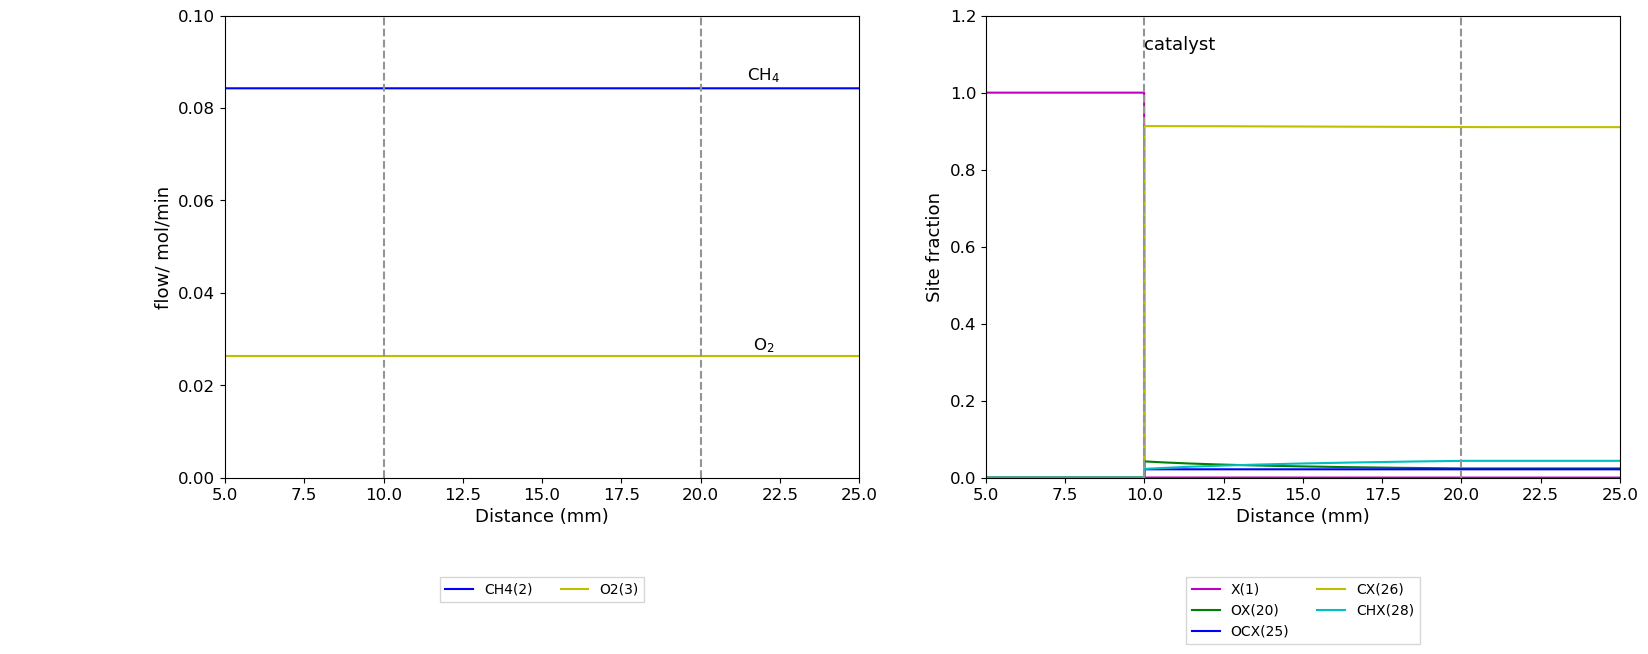 0.10
0.08
0.06
0.04
0.02
0.00
flow/ mol/min
CH4
O2
5.0 7.5 10.0 12.5 15.0 17.5 20.0 22.5 25.0
Distance (mm)
CH4(2) O2(3)
1.2
1.0
0.8
0.6
0.4
0.2
0.0
Site fraction
catalyst
5.0 7.5 10.0 12.5 15.0 17.5 20.0 22.5 25.0
Distance (mm)
X(1) CX(26)
OX(20) CHX(28)
OCX(25)